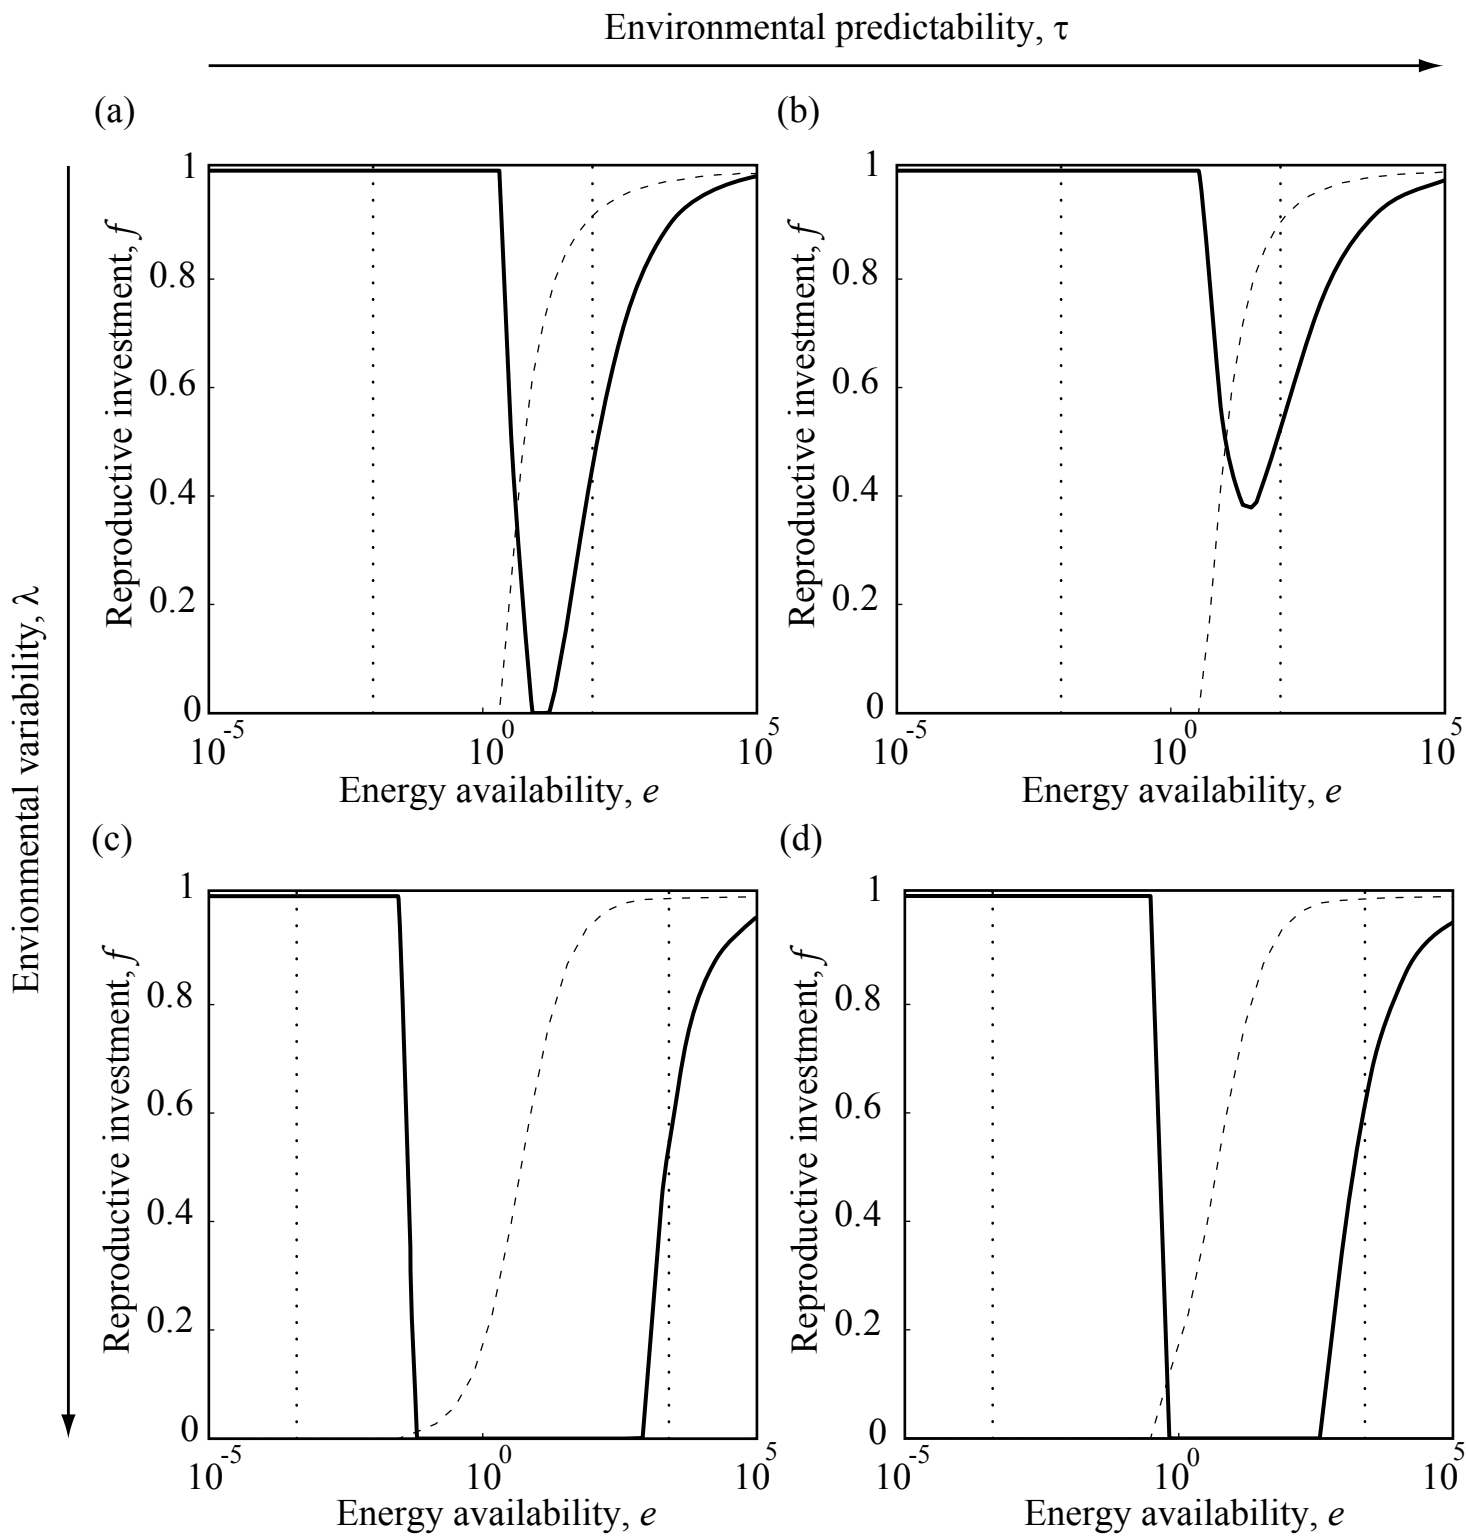 Environmental predictability, τ
Envionmental variability, λ
(a)
Reproductive investment, f
1
0.8
0.6
0.4
0.2
0
10^-5
10^0
10^5
Energy availability, e
(b)
Reproductive investment, f
1
0.8
0.6
0.4
0.2
0
10^-5
10^0
10^5
Energy availability, e
(c)
Reproductive investment, f
1
0.8
0.6
0.4
0.2
0
10^-5
10^0
10^5
Energy availability, e
(d)
Reproductive investment, f
1
0.8
0.6
0.4
0.2
0
10^-5
10^0
10^5
Energy availability, e